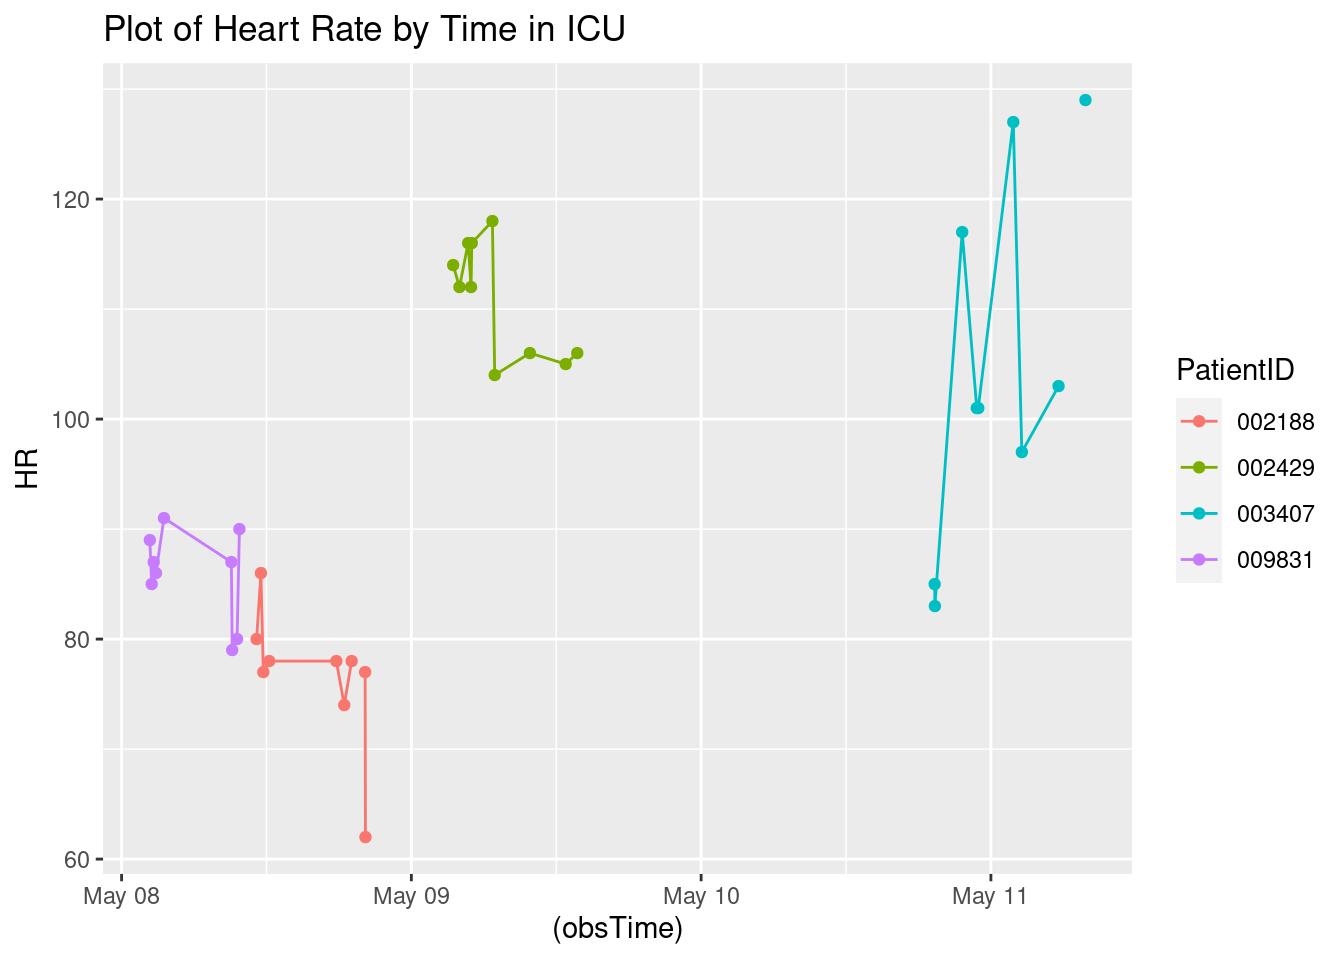 Plot of Heart Rate by Time in ICU
120
100
80
60
HR
May 08
May 09
May 10
May 11
(obsTime)
PatientID
002188
002429
003407
009831